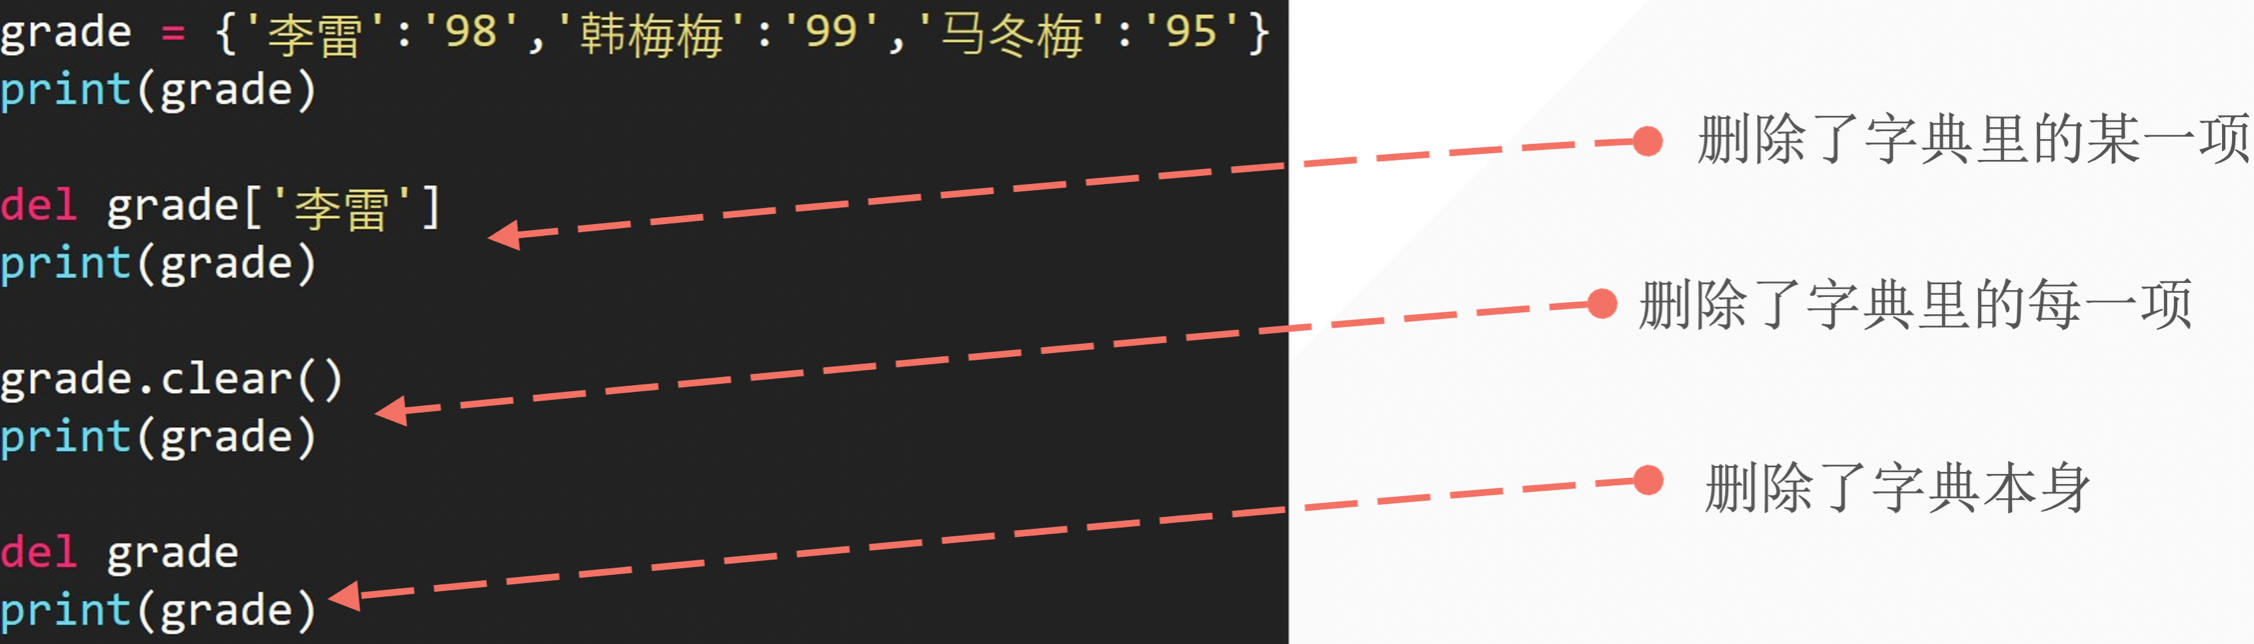 grade = {'李雷':'98','韩梅梅':'99','马冬梅':'95'}
print(grade)
删除了字典里的某一项
del grade['李雷']
print(grade)
删除了字典里的每一项
grade.clear()
print(grade)
删除了字典本身
del grade
print(grade)